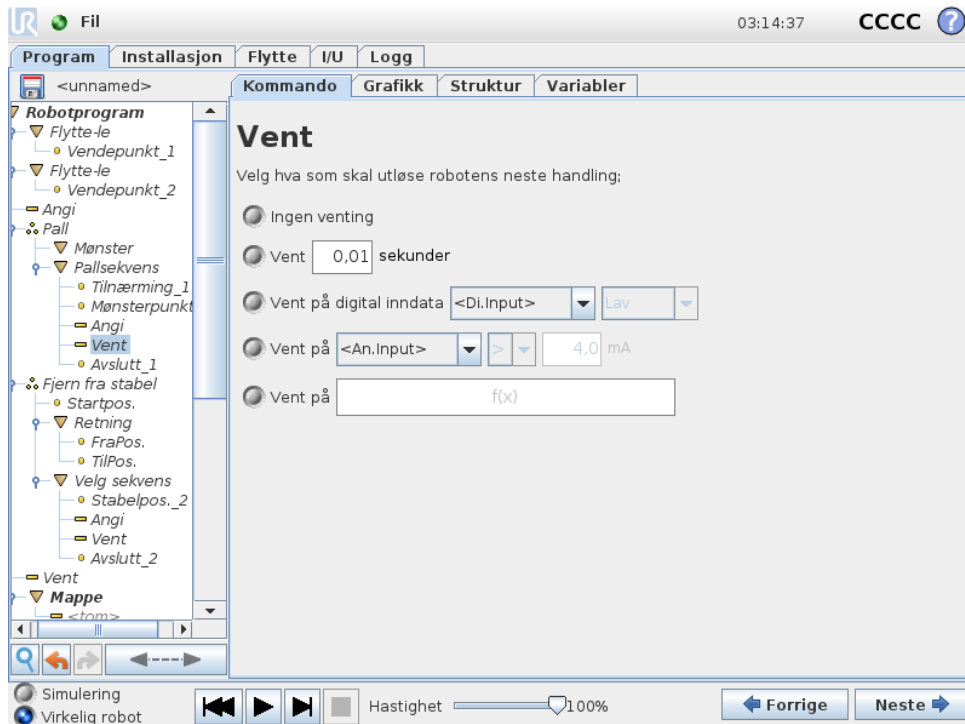 UR Fil 03:14:37 CCCC ?
Program Installasjon Flytte I/U Logg
<unnamed>
Kommando Grafikk Struktur Variabler
Robotprogram
Flytte-le
Vendepunkt_1
Flytte-le
Vendepunkt_2
Angi
Pall
Mønster
Pallsekvens
Tilnærming_1
Mønsterpunkt
Angi
Vent
Avslutt_1
Fjern fra stabel
Startpos.
Retning
FraPos.
TilPos.
Velg sekvens
Stabelpos._2
Angi
Vent
Avslutt_2
Vent
Mappe
<tom>
Vent
Velg hva som skal utløse robotens neste handling;
Ingen venting
Vent 0,01 sekunder
Vent på digital inndata <Di.Input> Lav
Vent på <An.Input> > 4,0 mA
Vent på f(x)
Simulering
Virkelig robot
Hastighet 100%
Forrige Neste